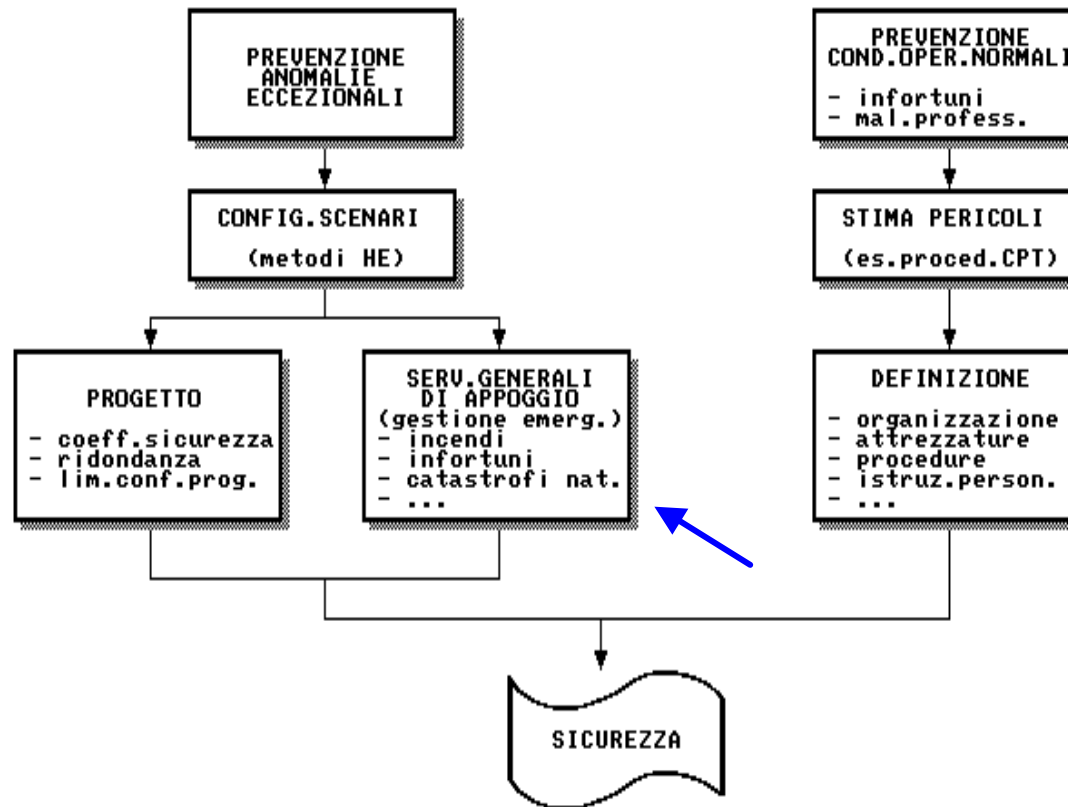 PREVENZIONE
ANOMALIE
ECCEZIONALI
PREVENZIONE
COND.OPER.NORMALI
- infortuni
- mal.profess.
CONFIG.SCENARI
(metodi HE)
STIMA PERICOLI
(es.proced.CPT)
PROGETTO
- coeff.sicurezza
- ridondanza
- lim.conf.prog.
SERV.GENERALI
DI APPOGGIO
(gestione emerg.)
- incendi
- infortuni
- catastrofi nat.
- ...
DEFINIZIONE
- organizzazione
- attrezzature
- procedure
- istruz.person.
- ...
SICUREZZA